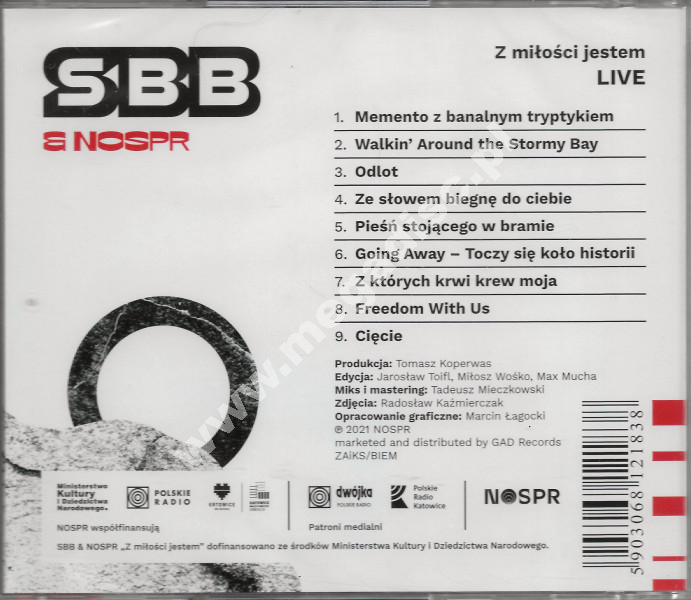 SBB
& NOSPR
Z miłości jestem
LIVE
1. Memento z banalnym tryptykiem
2. Walkin' Around the Stormy Bay
3. Odlot
4. Ze słowem biegnę do ciebie
5. Pieśń stojącego w bramie
6. Going Away – Toczy się koło historii
7. Z których krwi krew moja
8. Freedom With Us
9. Cięcie
Produkcja: Tomasz Koperwas
Edycja: Jarosław Toifl, Miłosz Wośko, Max Mucha
Miks i mastering: Tadeusz Mieczkowski
Zdjęcia: Radosław Kaźmierczak
Opracowanie graficzne: Marcin Łagocki
℗ 2021 NOSPR
marketed and distributed by GAD Records
ZAiKS/BIEM
5 903068 121838
Ministerstwo
Kultury
i Dziedzictwa
Narodowego.
POLSKIE
RADIO
KATOWICE
dwójka
POLSKIE RADIO
Polskie
Radio
Katowice
NOSPR
NOSPR współfinansują
Patroni medialni
SBB & NOSPR „Z miłości jestem” dofinansowano ze środków Ministerstwa Kultury i Dziedzictwa Narodowego.